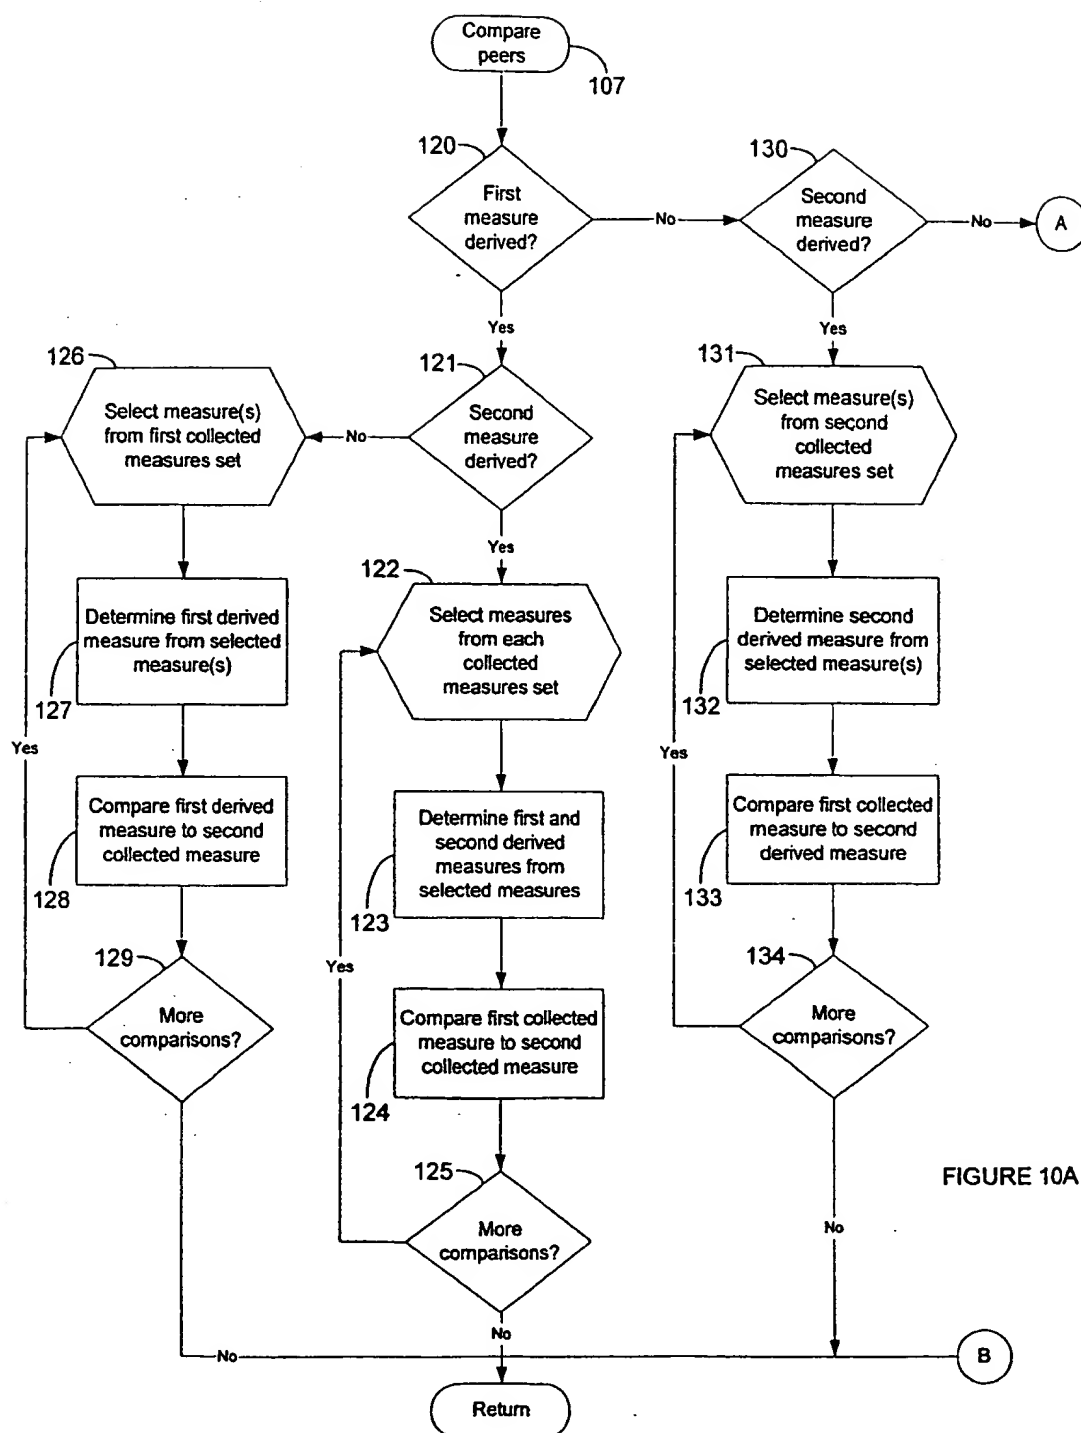 Compare
peers
107
120
First
measure
derived?
No
130
Second
measure
derived?
No
A
Yes
Yes
126
Select measure(s)
from first collected
measures set
No
121
Second
measure
derived?
131
Select measure(s)
from second
collected
measures set
Yes
122
Select measures
from each
collected
measures set
Determine first derived
measure from selected
measure(s)
127
Determine second
derived measure from
selected measure(s)
132
Yes
Yes
Compare first derived
measure to second
collected measure
128
Determine first and
second derived
measures from
selected measures
123
Compare first collected
measure to second
derived measure
133
129
More
comparisons?
Yes
134
More
comparisons?
Compare first collected
measure to second
collected measure
124
125
More
comparisons?
FIGURE 10A
No
No
No
B
Return